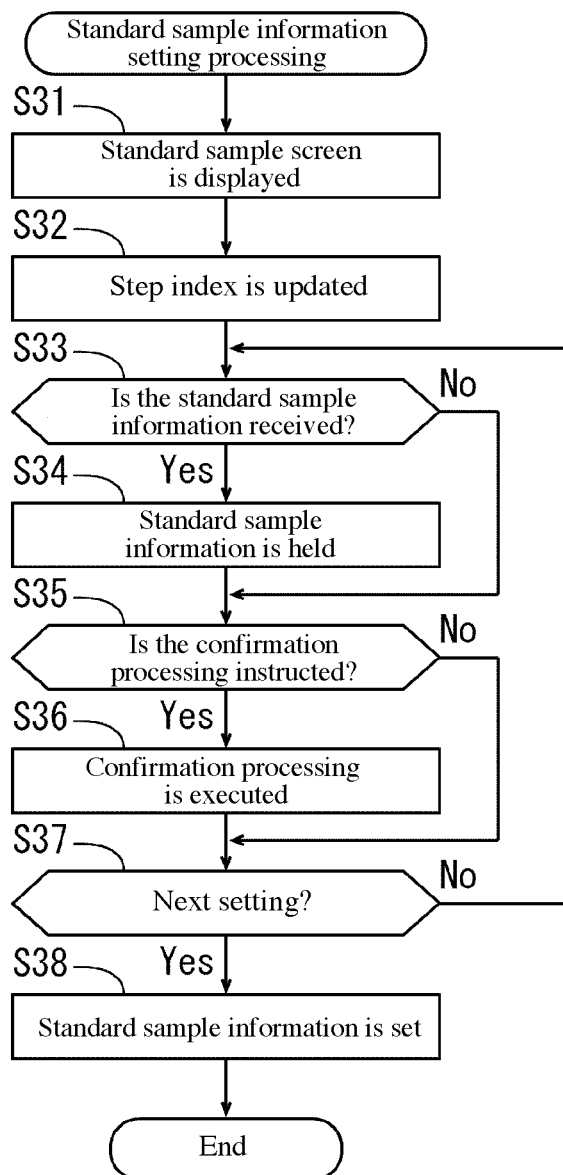 Standard sample information
setting processing
S31
Standard sample screen
is displayed
S32
Step index is updated
S33
Is the standard sample
information received?
No
Yes
S34
Standard sample
information is held
S35
Is the confirmation
processing instructed?
No
Yes
S36
Confirmation processing
is executed
S37
Next setting?
No
Yes
S38
Standard sample information is set
End